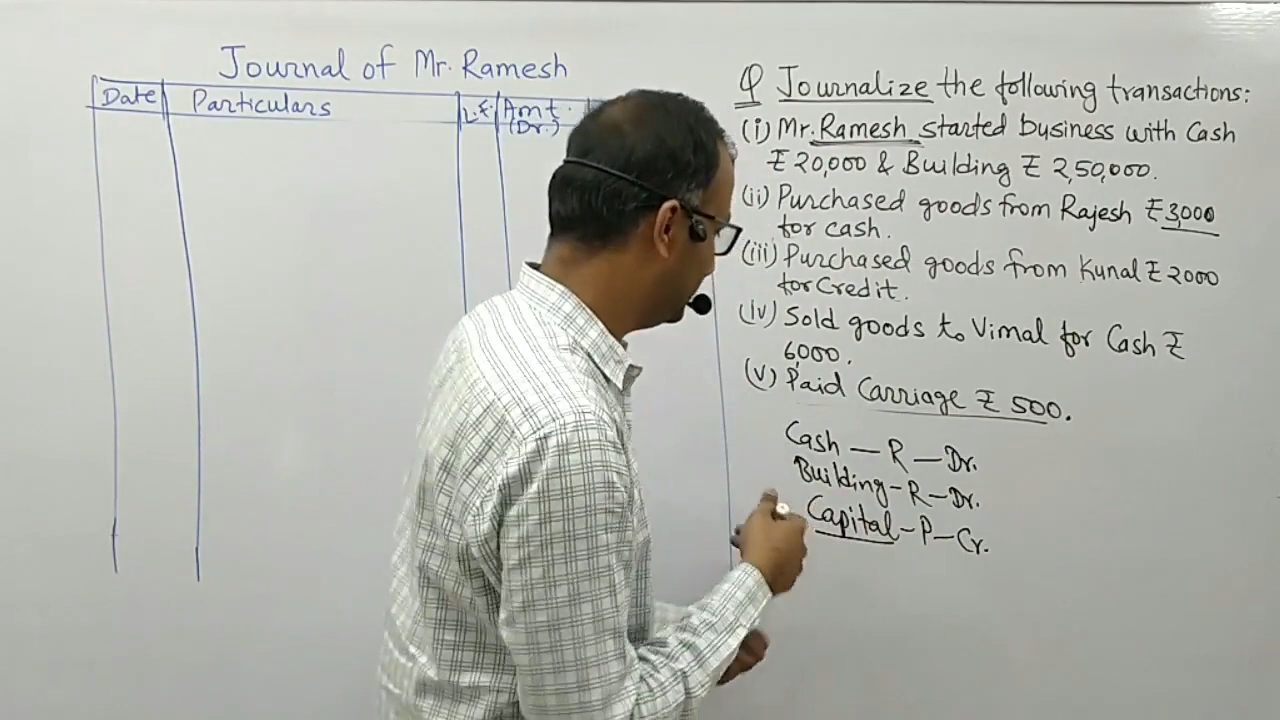 Journal of Mr. Ramesh
Date Particulars L.F. Amt.
(Dr.)
Q Journalize the following transactions:
(i) Mr. Ramesh started business with Cash
₹ 20,000 & Building ₹ 2,50,000.
(ii) Purchased goods from Rajesh ₹ 3,000
for cash.
(iii) Purchased goods from Kunal ₹ 2000
for Credit.
(iv) Sold goods to Vimal for Cash ₹
6000.
(v) Paid Carriage ₹ 500.
Cash — R — Dr.
Building - R - Dr.
Capital - P - Cr.